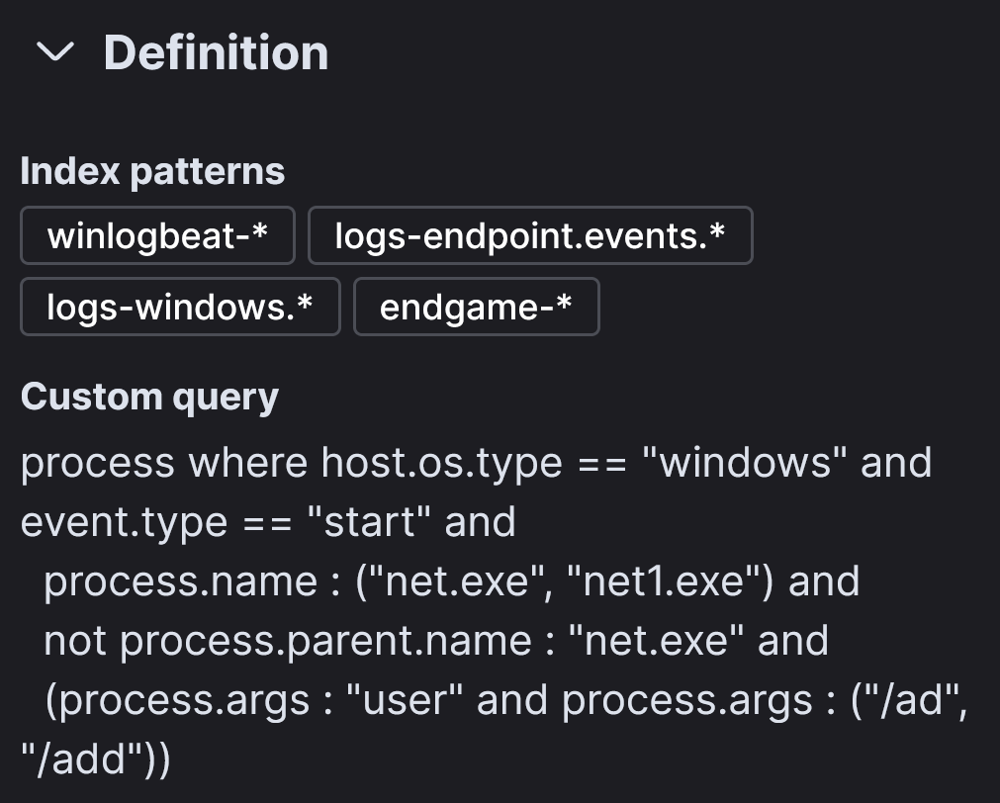 Definition
Index patterns
winlogbeat-* logs-endpoint.events.*
logs-windows.* endgame-*
Custom query
process where host.os.type == "windows" and
event.type == "start" and
process.name : ("net.exe", "net1.exe") and
not process.parent.name : "net.exe" and
(process.args : "user" and process.args : ("/ad",
"/add"))